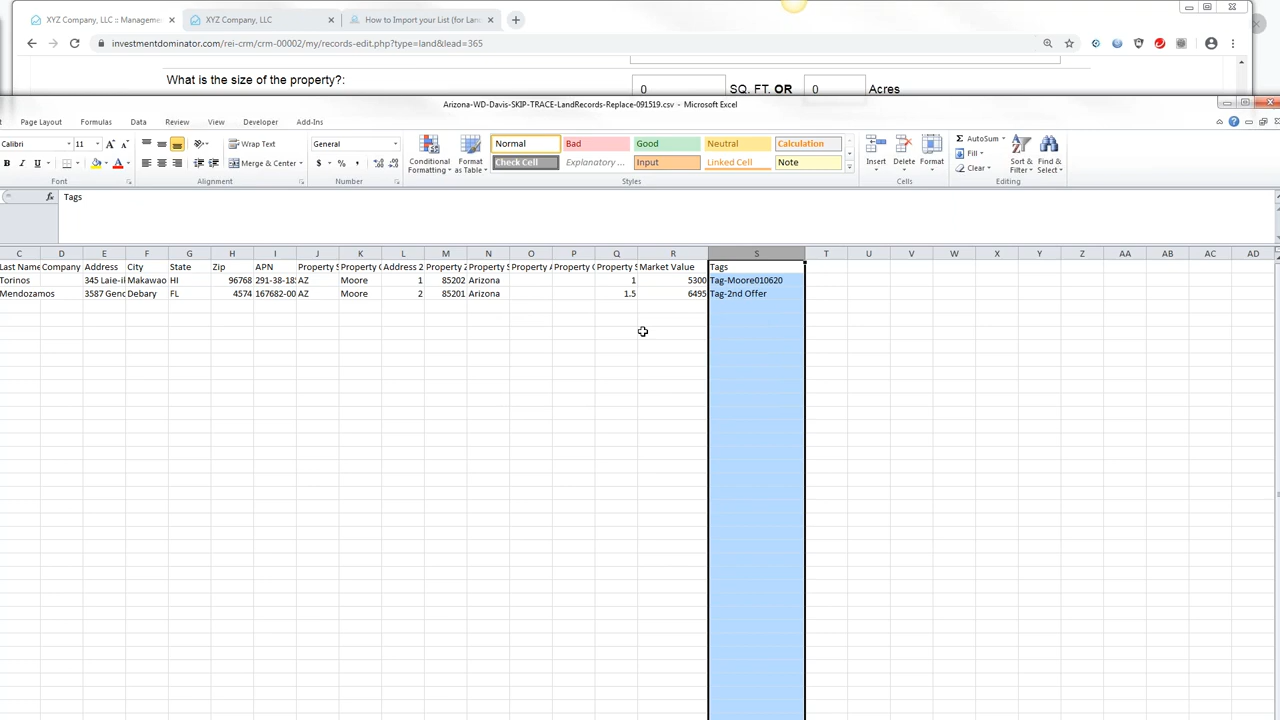 XYZ Company, LLC :: Manageme
XYZ Company, LLC
How to Import your List (for Lan
investmentdominator.com/rei-crm/crm-00002/my/records-edit.php?type=land&lead=365
What is the size of the property?:
0 SQ. FT. OR 0 Acres
Arizona-WD-Davis-SKIP-TRACE-LandRecords-Replace-091519.csv - Microsoft Excel
Page Layout Formulas Data Review View Developer Add-Ins
Calibri 11 A A Wrap Text General Conditional Formatting Format as Table Normal Bad Good Neutral Calculation Insert Delete Format AutoSum Sort & Filter Find & Select
B I U A Merge & Center $ % , Check Cell Explanatory ... Input Linked Cell Note Fill
Clear
Font Alignment Number Styles Cells Editing
fx Tags
C D E F G H I J K L M N O P Q R S T U V W X Y Z AA AB AC AD
Last Name Company Address City State Zip APN Property S Property C Address 2 Property Z Property S Property A Property C Property S Market Value Tags
Torinos 345 Laie-I Makawao HI 96768 291-38-18 AZ Moore 1 85202 Arizona 1 5300 Tag-Moore010620
Mendozamos 3587 Geno Debary FL 4574 167682-00 AZ Moore 2 85201 Arizona 1.5 6495 Tag-2nd Offer